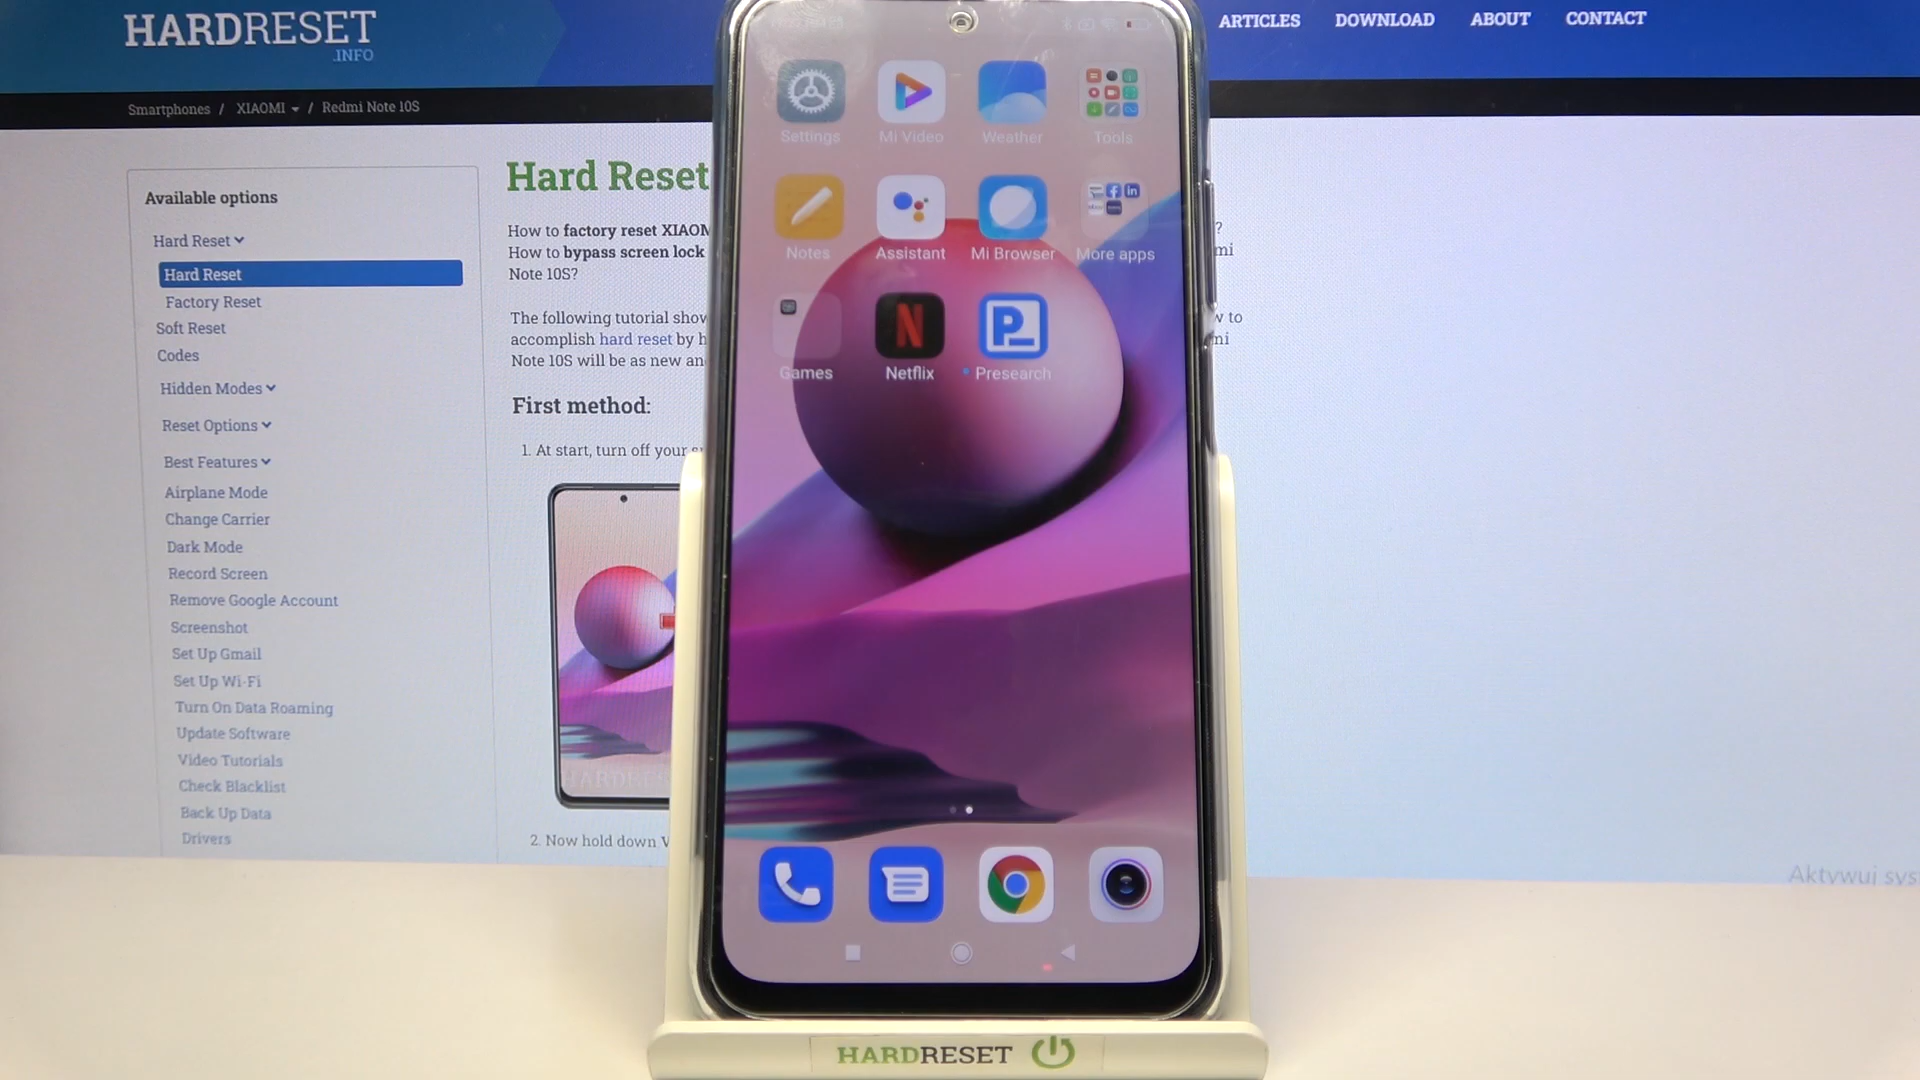 HARDRESET
.INFO
ARTICLES DOWNLOAD ABOUT CONTACT
Smartphones / XIAOMI / Redmi Note 10S
Available options
Hard Reset
Hard Reset
Factory Reset
Soft Reset
Codes
Hidden Modes
Reset Options
Best Features
Airplane Mode
Change Carrier
Dark Mode
Record Screen
Remove Google Account
Screenshot
Set Up Gmail
Set Up Wi-Fi
Turn On Data Roaming
Update Software
Video Tutorials
Check Blacklist
Back Up Data
Drivers
Hard Reset
How to factory reset XIAOM
How to bypass screen lock
Note 10S?
The following tutorial show
accomplish hard reset by h
Note 10S will be as new an
First method:
1. At start, turn off your
HARDRE
2. Now hold down V
?
mi
w to
mi
Settings Mi Video Weather Tools
Notes Assistant Mi Browser More apps
Games Netflix Presearch
Aktywuj sys
HARDRESET